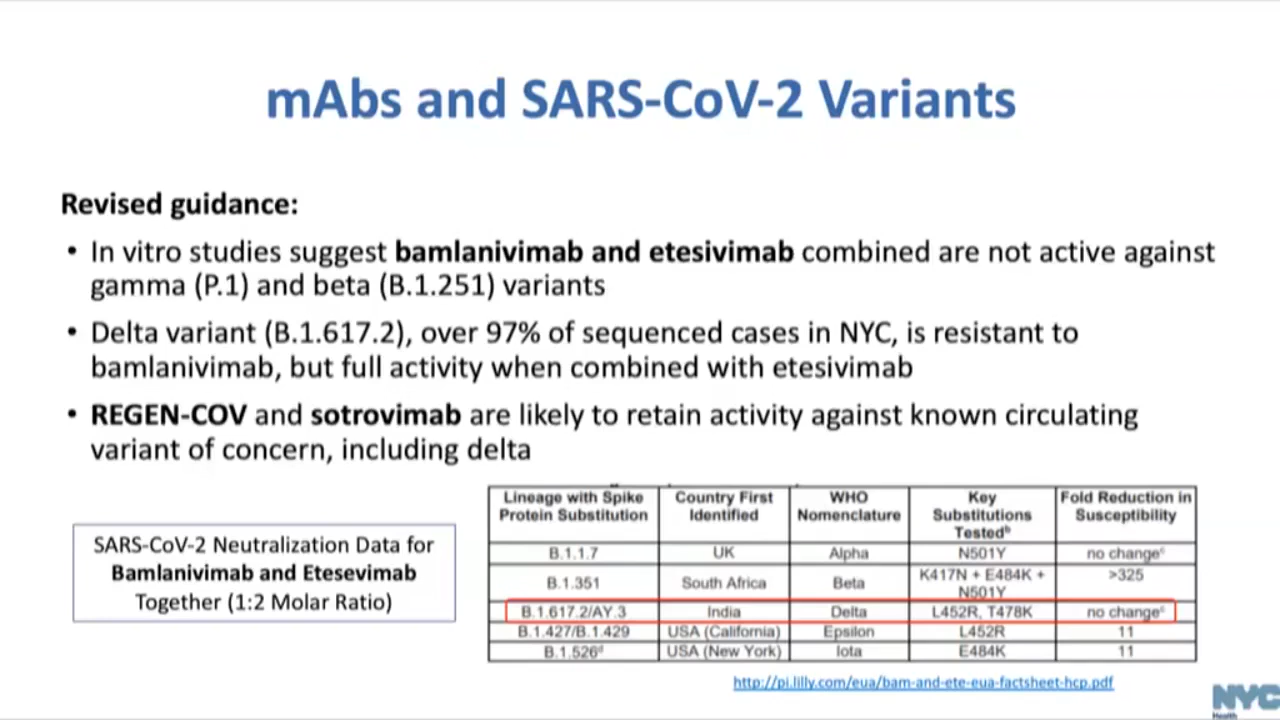 mAbs and SARS-CoV-2 Variants
Revised guidance:
• In vitro studies suggest bamlanivimab and etesivimab combined are not active against
gamma (P.1) and beta (B.1.251) variants
• Delta variant (B.1.617.2), over 97% of sequenced cases in NYC, is resistant to
bamlanivimab, but full activity when combined with etesivimab
• REGEN-COV and sotrovimab are likely to retain activity against known circulating
variant of concern, including delta
SARS-CoV-2 Neutralization Data for
Bamlanivimab and Etesevimab
Together (1:2 Molar Ratio)
Lineage with Spike Protein Substitution | Country First Identified | WHO Nomenclature | Key Substitutions Testedᵇ | Fold Reduction in Susceptibility
B.1.1.7 | UK | Alpha | N501Y | no changeᶜ
B.1.351 | South Africa | Beta | K417N + E484K + N501Y | >325
B.1.617.2/AY.3 | India | Delta | L452R, T478K | no changeᶜ
B.1.427/B.1.429 | USA (California) | Epsilon | L452R | 11
B.1.526ᵈ | USA (New York) | Iota | E484K | 11
http://pi.lilly.com/eua/bam-and-ete-eua-factsheet-hcp.pdf
NYC
Health